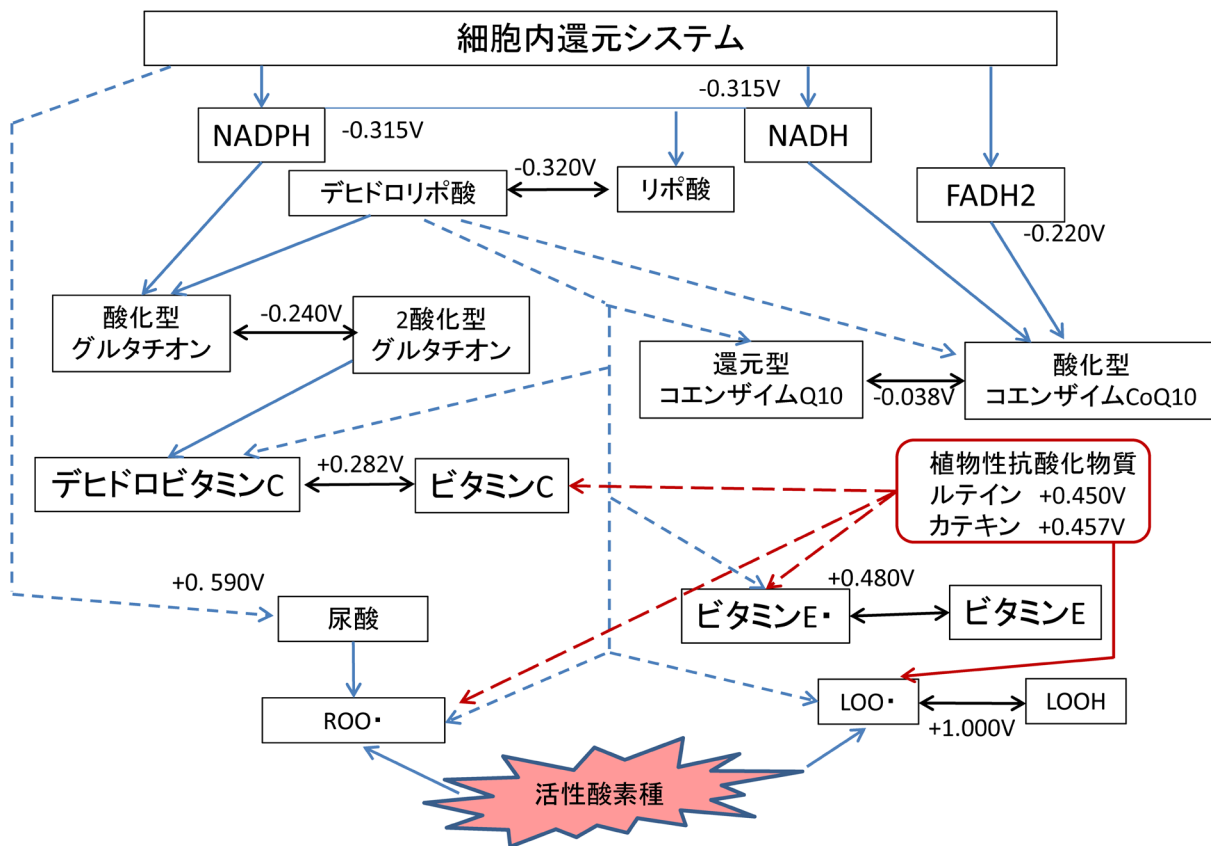 細胞内還元システム
-0.315V
NADPH
-0.315V
NADH
-0.320V
デヒドロリポ酸
リポ酸
FADH2
-0.220V
酸化型
グルタチオン
-0.240V
2酸化型
グルタチオン
還元型
コエンザイムQ10
-0.038V
酸化型
コエンザイムCoQ10
デヒドロビタミンC
+0.282V
ビタミンC
植物性抗酸化物質
ルテイン +0.450V
カテキン +0.457V
+0. 590V
尿酸
+0.480V
ビタミンE・
ビタミンE
ROO・
LOO・
+1.000V
LOOH
活性酸素種